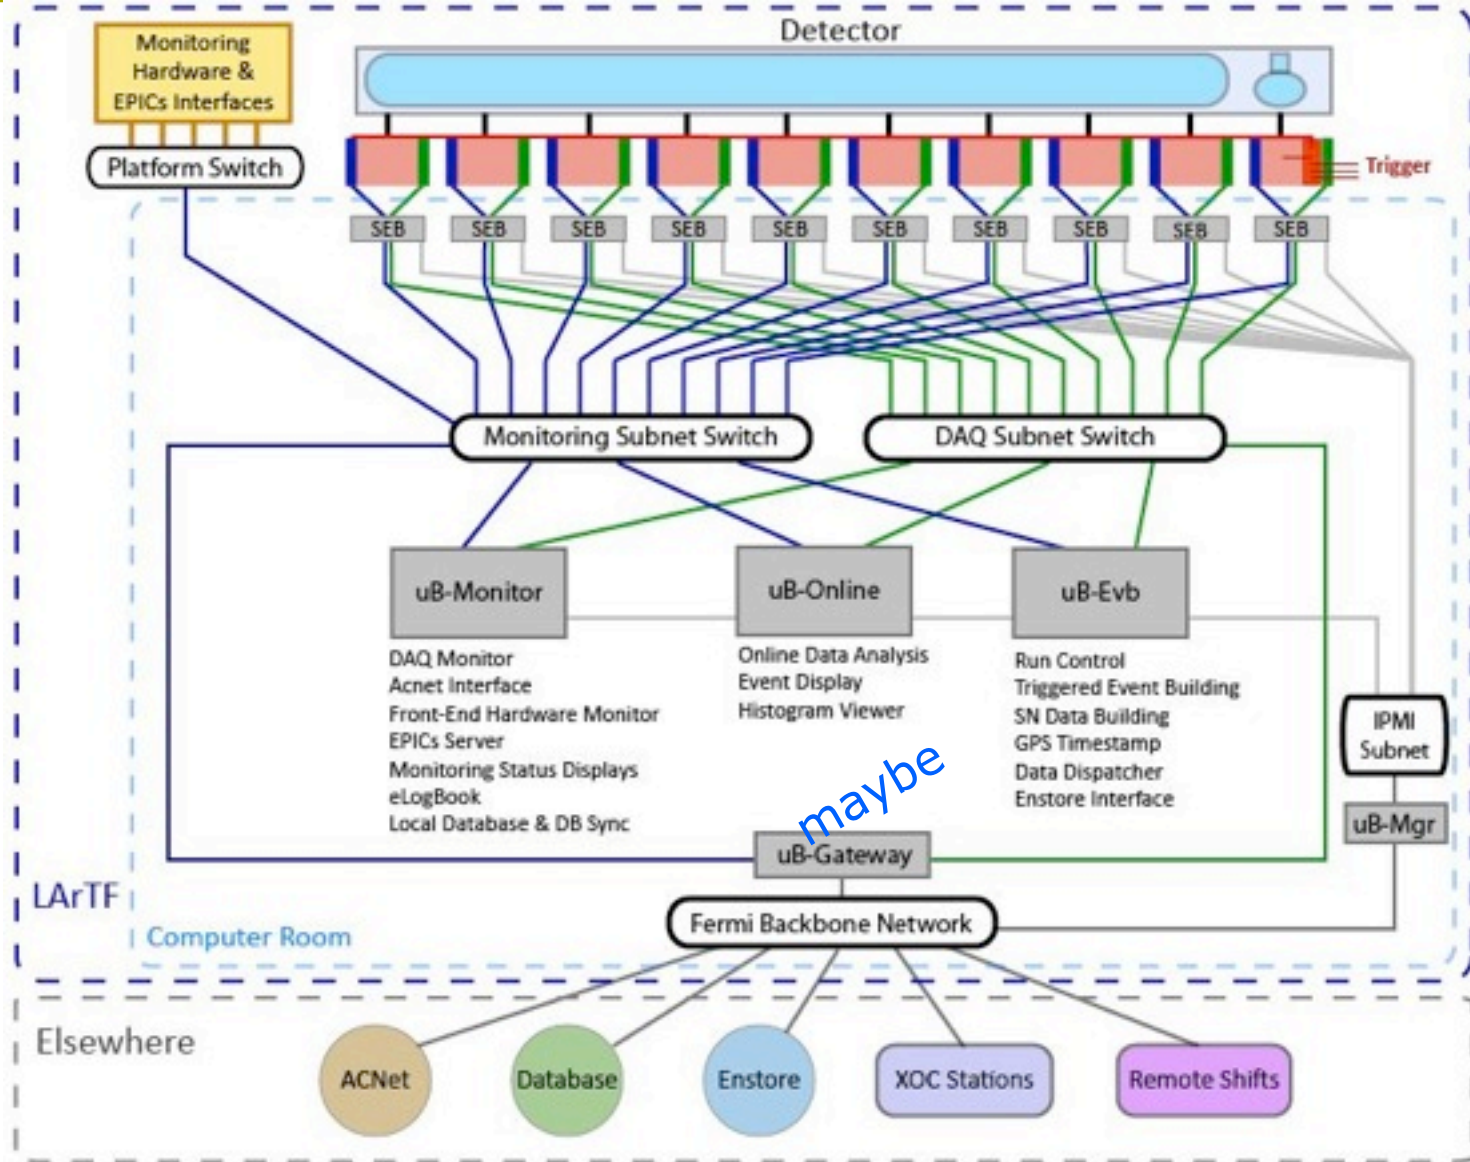 Detector
Monitoring
Hardware &
EPICs Interfaces
Platform Switch
Trigger
SEB SEB SEB SEB SEB SEB SEB SEB SEB SEB
Monitoring Subnet Switch
DAQ Subnet Switch
uB-Monitor
DAQ Monitor
Acnet Interface
Front-End Hardware Monitor
EPICs Server
Monitoring Status Displays
eLogBook
Local Database & DB Sync
uB-Online
Online Data Analysis
Event Display
Histogram Viewer
uB-Evb
Run Control
Triggered Event Building
SN Data Building
GPS Timestamp
Data Dispatcher
Enstore Interface
IPMI
Subnet
uB-Mgr
maybe
uB-Gateway
Fermi Backbone Network
LArTF
Computer Room
Elsewhere
ACNet
Database
Enstore
XOC Stations
Remote Shifts